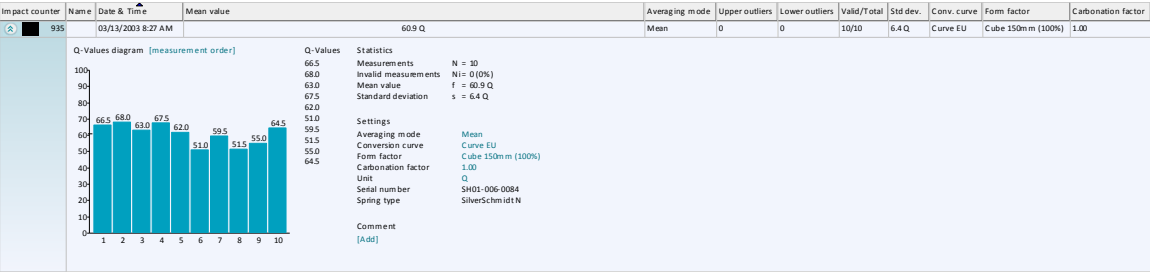 Impact counter Name Date & Time Mean value Averaging mode Upper outliers Lower outliers Valid/Total Std dev. Conv. curve Form factor Carbonation factor
935 03/13/2003 8:27 AM 60.9 Q Mean 0 0 10/10 6.4 Q Curve EU Cube 150mm (100%) 1.00
Q-Values diagram [measurement order]
100
90
80
70
60
50
40
30
20
10
0
66.5 68.0 63.0 67.5 62.0 51.0 59.5 51.5 55.0 64.5
1 2 3 4 5 6 7 8 9 10
Q-Values
66.5
68.0
63.0
67.5
62.0
51.0
59.5
51.5
55.0
64.5
Statistics
Measurements N = 10
Invalid measurements Ni = 0 (0%)
Mean value f = 60.9 Q
Standard deviation s = 6.4 Q
Settings
Averaging mode Mean
Conversion curve Curve EU
Form factor Cube 150mm (100%)
Carbonation factor 1.00
Unit Q
Serial number SH01-006-0084
Spring type SilverSchmidt N
Comment
[Add]